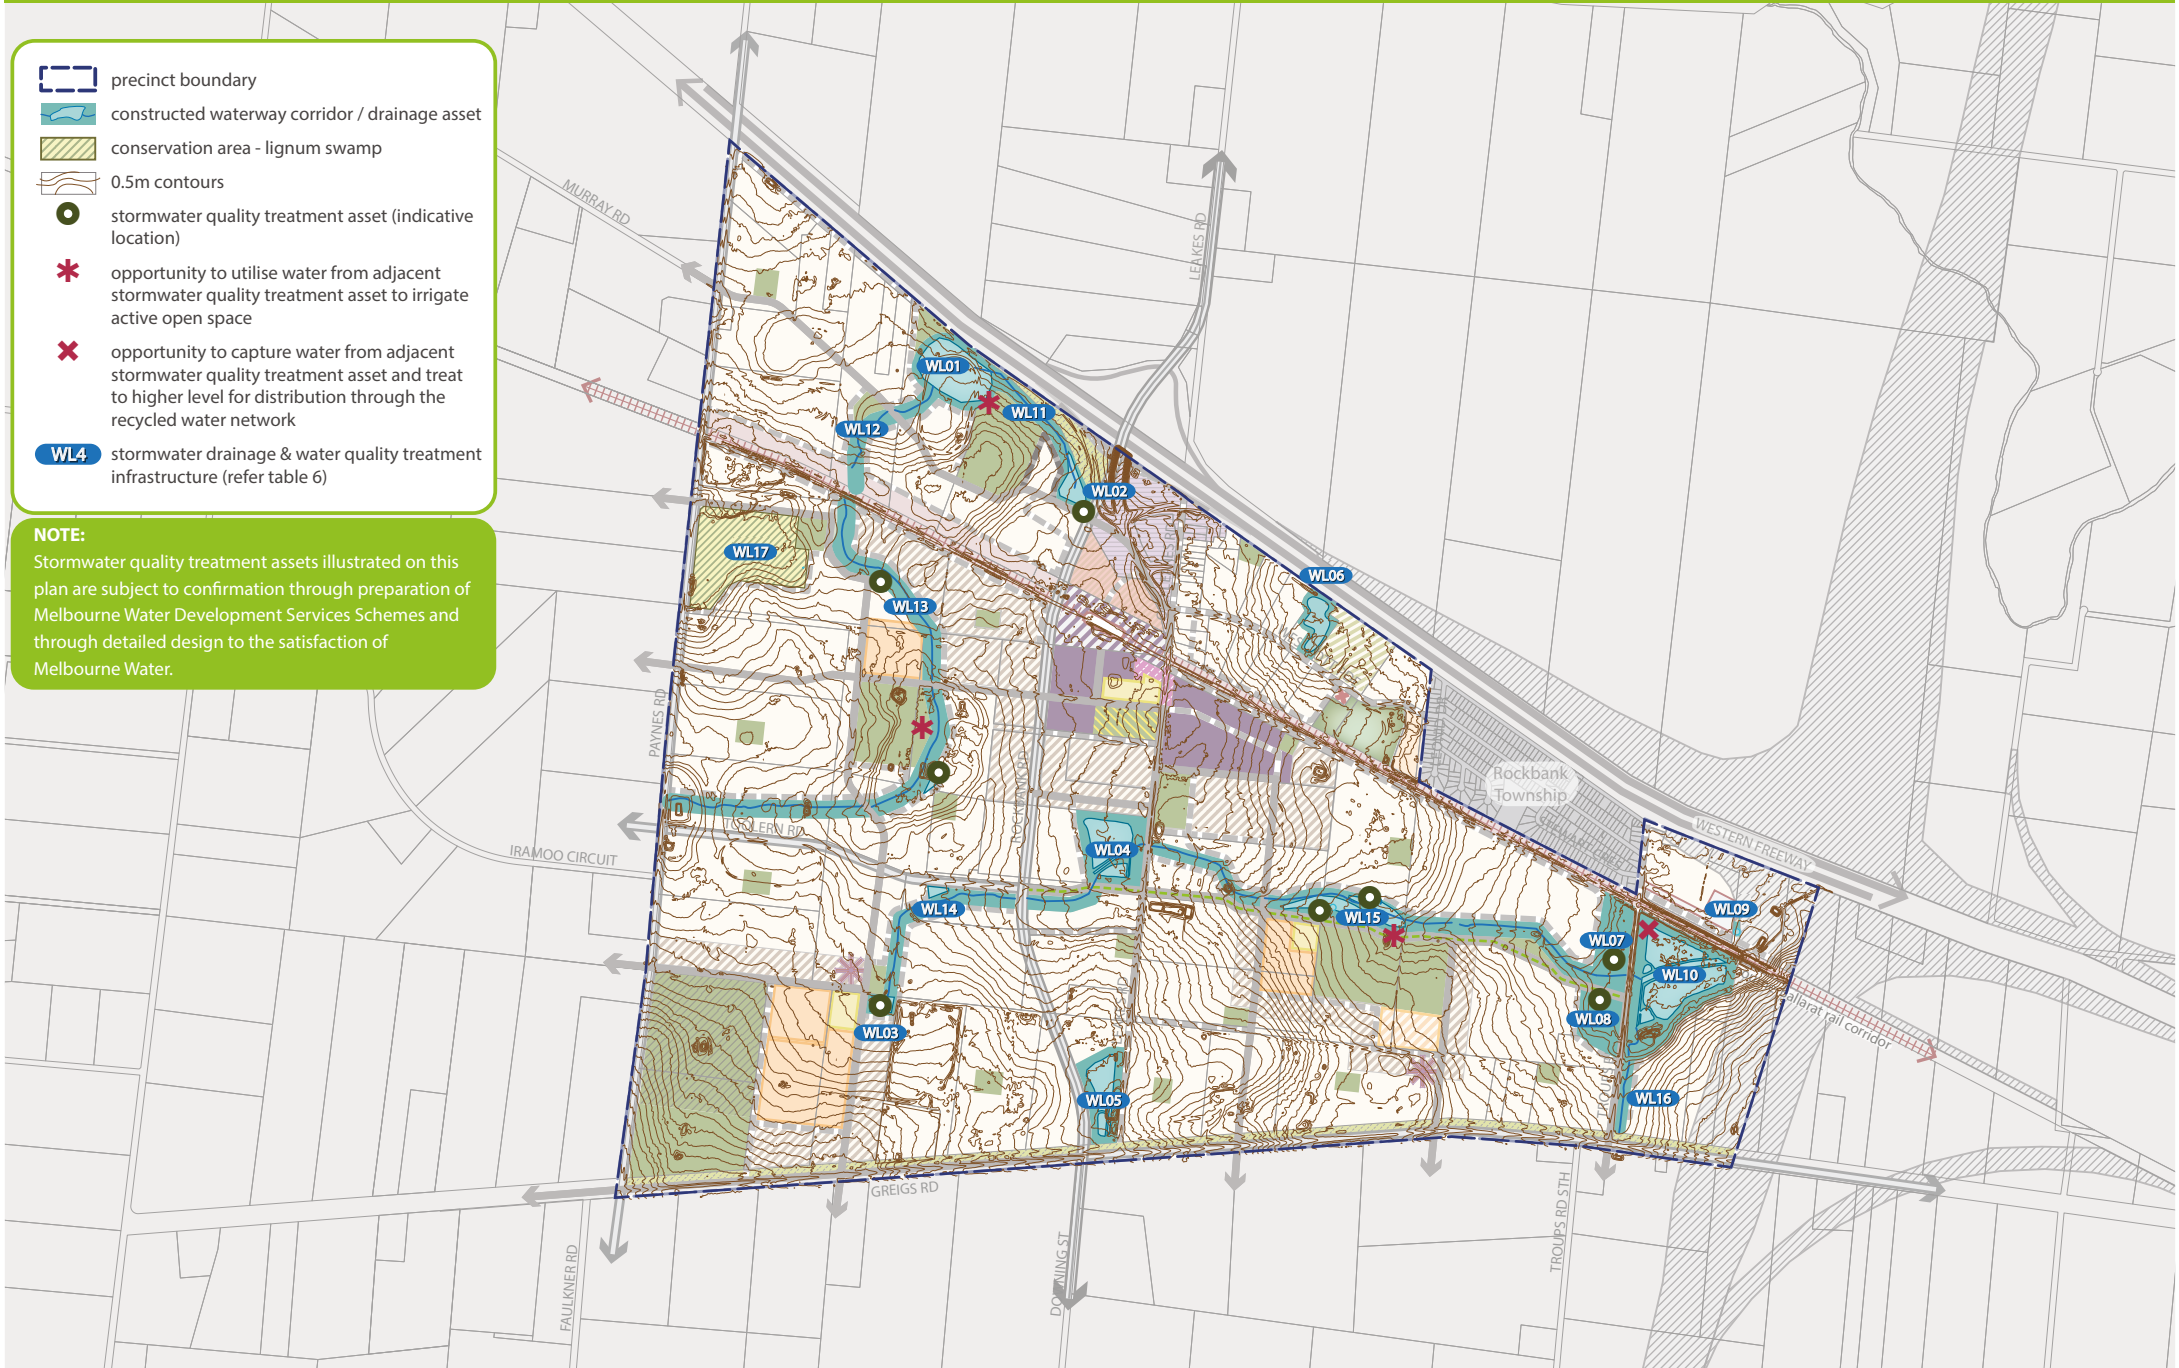 precinct boundary
constructed waterway corridor / drainage asset
conservation area - lignum swamp
0.5m contours
stormwater quality treatment asset (indicative
location)
opportunity to utilise water from adjacent
stormwater quality treatment asset to irrigate
active open space
opportunity to capture water from adjacent
stormwater quality treatment asset and treat
to higher level for distribution through the
recycled water network
WL4
stormwater drainage & water quality treatment
infrastructure (refer table 6)
NOTE:
Stormwater quality treatment assets illustrated on this
plan are subject to confirmation through preparation of
Melbourne Water Development Services Schemes and
through detailed design to the satisfaction of
Melbourne Water.
MURRAY RD
LEAKES RD
WL01
WL11
WL12
WL02
WL17
WL06
WL13
PAYNES RD
ROCKBANK RD
Rockbank
Township
TOOLERN RD
WESTERN FREEWAY
IRAMOO CIRCUIT
WL04
WL14
WL15
WL09
WL07
WL10
WL08
WL03
WL05
WL16
GREIGS RD
FAULKNER RD
DOWNING ST
TROUPS RD STH
allarat rail corridor